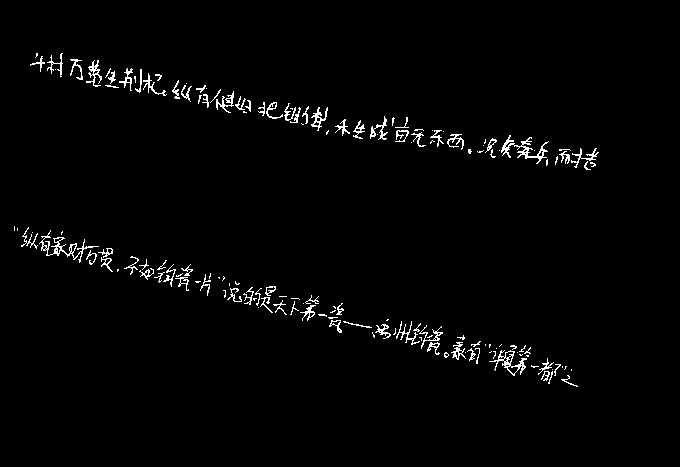 千村万落生荆杞。纵有健妇把锄犁,禾生陇亩无东西。况复秦兵耐苦
“纵有家财万贯,不如钧瓷一片”说的是天下第一瓷——禹州钧瓷。素有“中国第一都”之